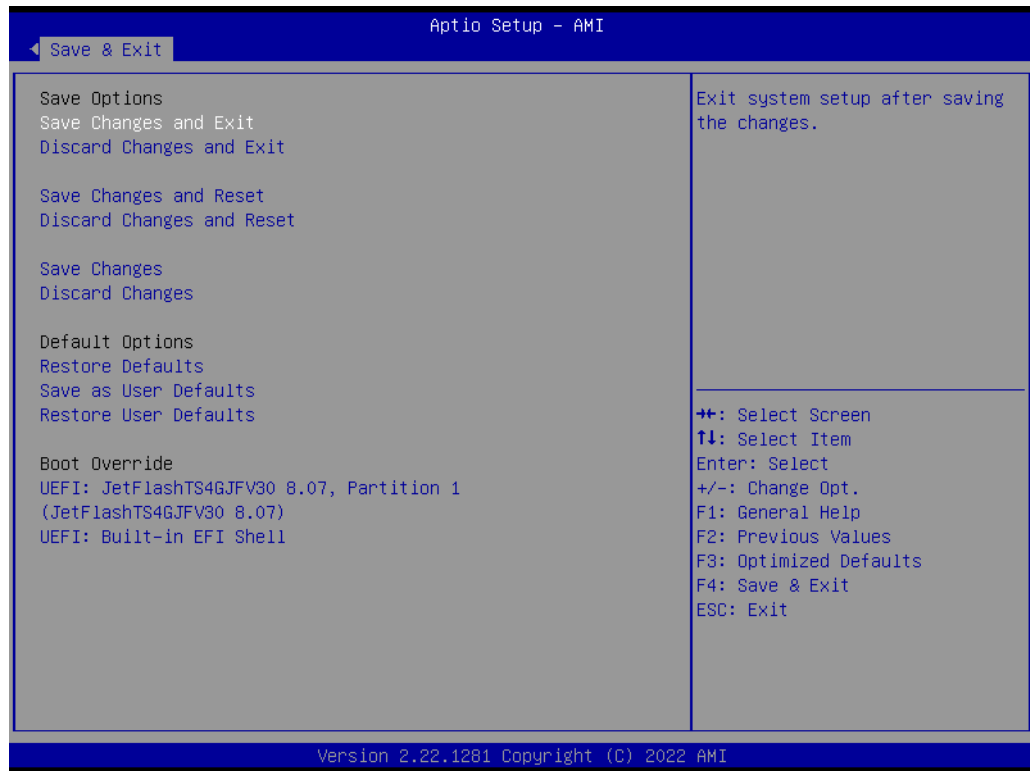 Aptio Setup – AMI
Save & Exit
Save Options
Save Changes and Exit
Discard Changes and Exit
Save Changes and Reset
Discard Changes and Reset
Save Changes
Discard Changes
Default Options
Restore Defaults
Save as User Defaults
Restore User Defaults
Boot Override
UEFI: JetFlashTS4GJFV30 8.07, Partition 1
(JetFlashTS4GJFV30 8.07)
UEFI: Built-in EFI Shell
Exit system setup after saving
the changes.
→←: Select Screen
↑↓: Select Item
Enter: Select
+/-: Change Opt.
F1: General Help
F2: Previous Values
F3: Optimized Defaults
F4: Save & Exit
ESC: Exit
Version 2.22.1281 Copyright (C) 2022 AMI